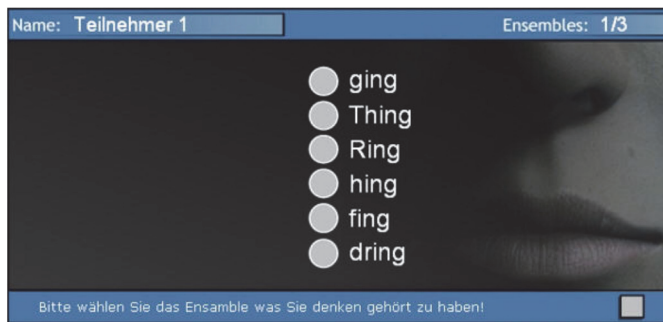 Name: Teilnehmer 1 Ensembles: 1/3
ging
Thing
Ring
hing
fing
dring
Bitte wählen Sie das Ensamble was Sie denken gehört zu haben!